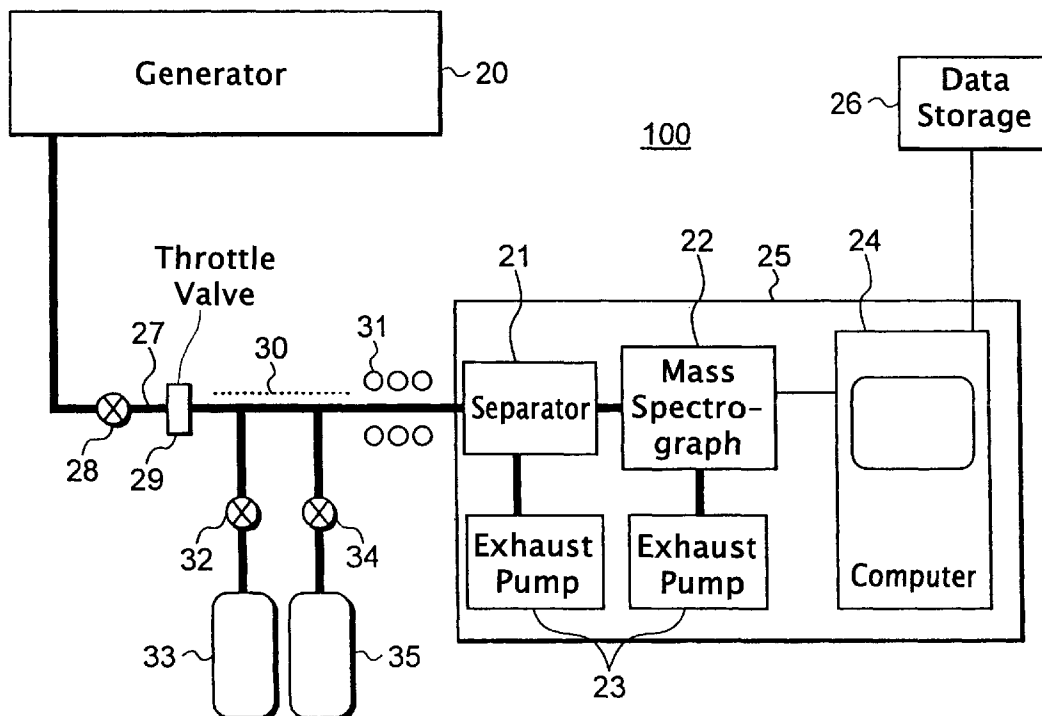 Generator
20
Data
Storage
26
100
Throttle
Valve
21
22
25
24
27
30
31
Separator
Mass
Spectro-
graph
28
29
32
34
Exhaust
Pump
Exhaust
Pump
Computer
33
35
23